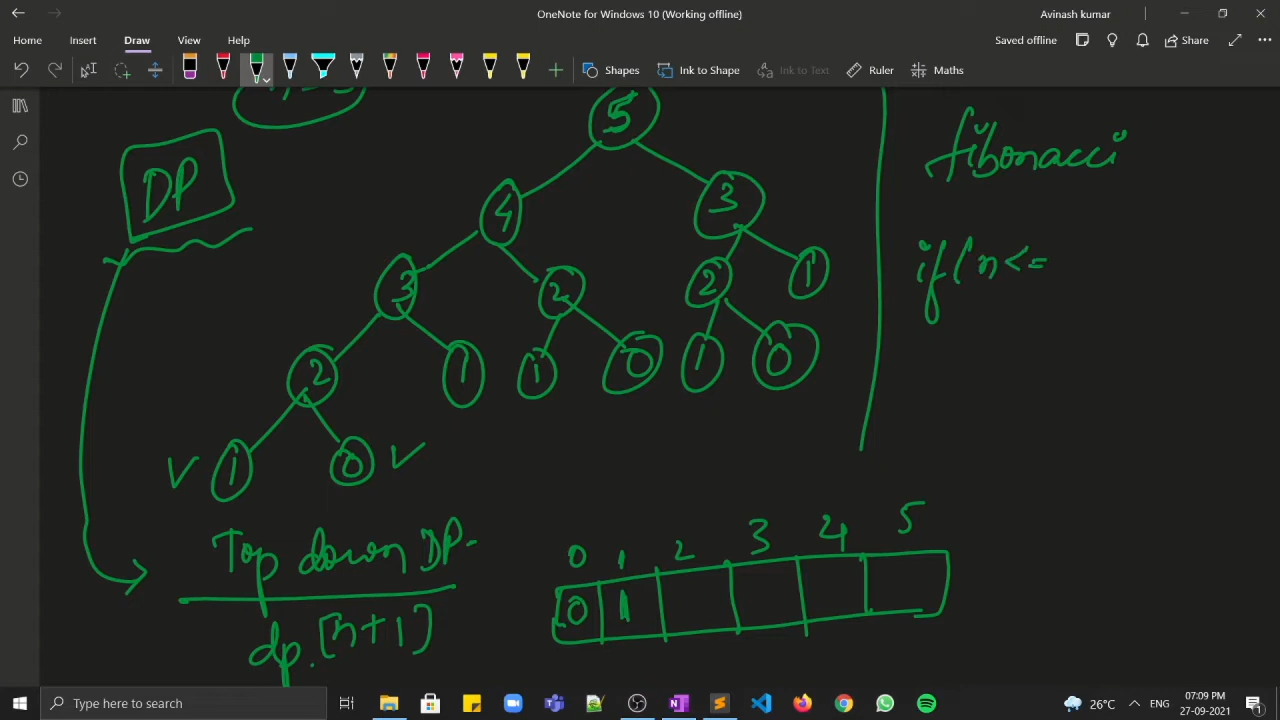 OneNote for Windows 10 (Working offline)
Avinash kumar
Home Insert Draw View Help
Saved offline
Share
Shapes
Ink to Shape
Ink to Text
Ruler
Maths
5
4 3
3 2 2 1
2 1 1 0 1 0
1 0
DP
fibonacci
if(n<=
Top down DP
dp.[n+1]
0 1 2 3 4 5
0 1
Type here to search
26°C
ENG
07:09 PM
27-09-2021